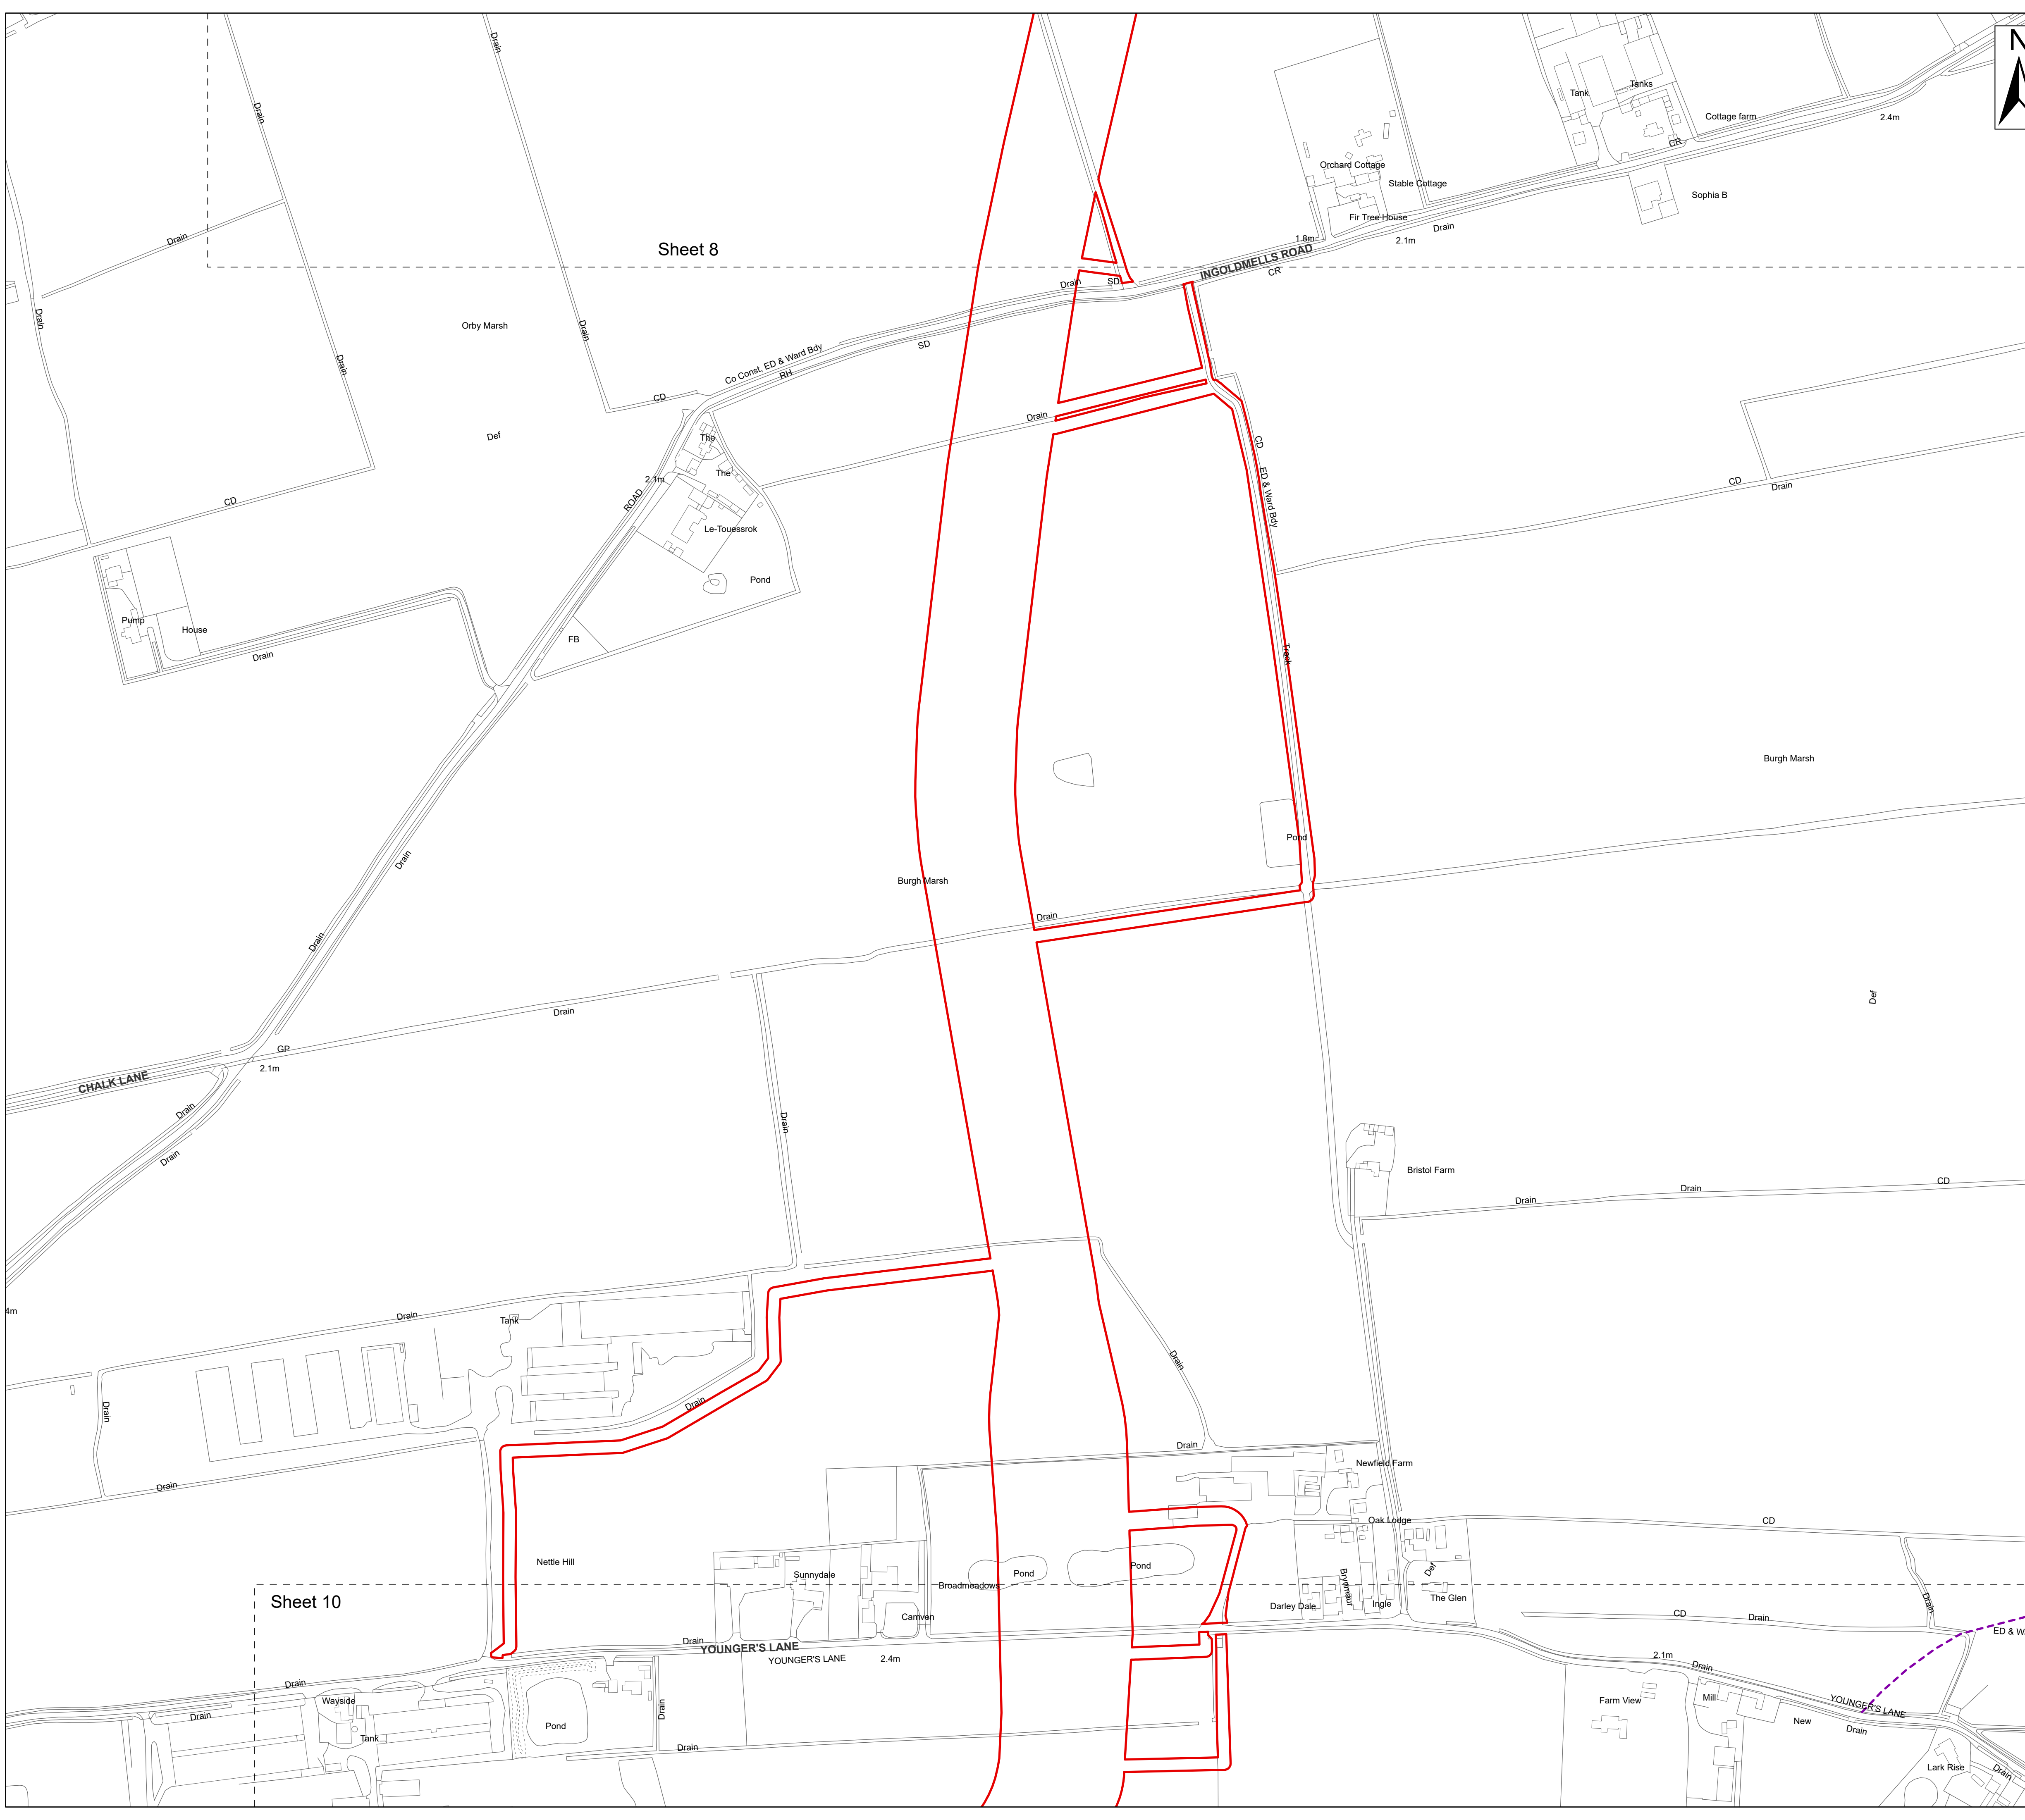 N
Drain
Drain
Tank
Tanks
Cottage farm
2.4m
CR
Orchard Cottage
Stable Cottage
Sophia B
Fir Tree House
Drain
Drain
1.8m
2.1m
Sheet 8
INGOLDMELLS ROAD
CR
Drain
SD
Drain
Orby Marsh
Drain
Drain
SD
Co Const, ED & Ward Bdy
RH
CD
Drain
Def
The
The
CD
ED & Ward Bdy
2.1m
ROAD
CD
CD
Drain
Le-Touessrok
Pond
Pump
House
FB
Drain
Track
Burgh Marsh
Pond
Drain
Burgh Marsh
Drain
Drain
Def
Drain
GP
2.1m
CHALK LANE
Drain
Drain
Drain
Bristol Farm
CD
Drain
Drain
4m
Drain
Tank
Drain
Drain
Drain
Drain
Newfield Farm
Drain
Oak Lodge
CD
Nettle Hill
Sunnydale
Pond
Pond
Broadmeadows
Def
Brynmaur
Sheet 10
Darley Dale
Ingle
The Glen
Camven
CD
Drain
Drain
ED & W
Drain
YOUNGER'S LANE
YOUNGER'S LANE
2.4m
2.1m
Drain
Drain
Wayside
Drain
Tank
Pond
Drain
Drain
Farm View
Mill
New
YOUNGER'S LANE
Drain
Lark Rise
Drain